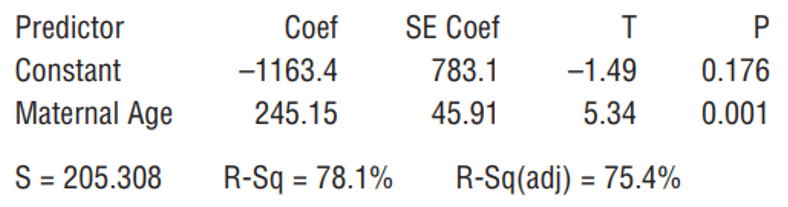 Predictor Coef SE Coef T P
Constant –1163.4 783.1 –1.49 0.176
Maternal Age 245.15 45.91 5.34 0.001
S = 205.308 R-Sq = 78.1% R-Sq(adj) = 75.4%